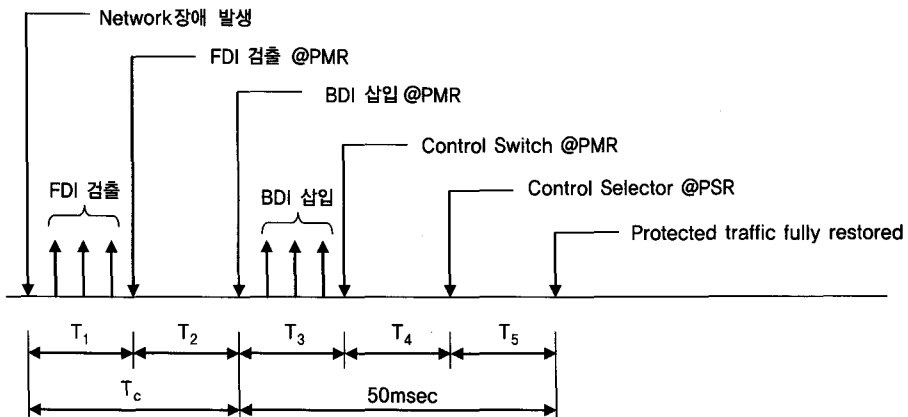 Network장애 발생
FDI 검출 @PMR
BDI 삽입@PMR
Control Switch @PMR
Control Selector @PSR
Protected traffic fully restored
FDI 검출
BDI 삽입
T1 T2 T3 T4 T5
Tc 50msec